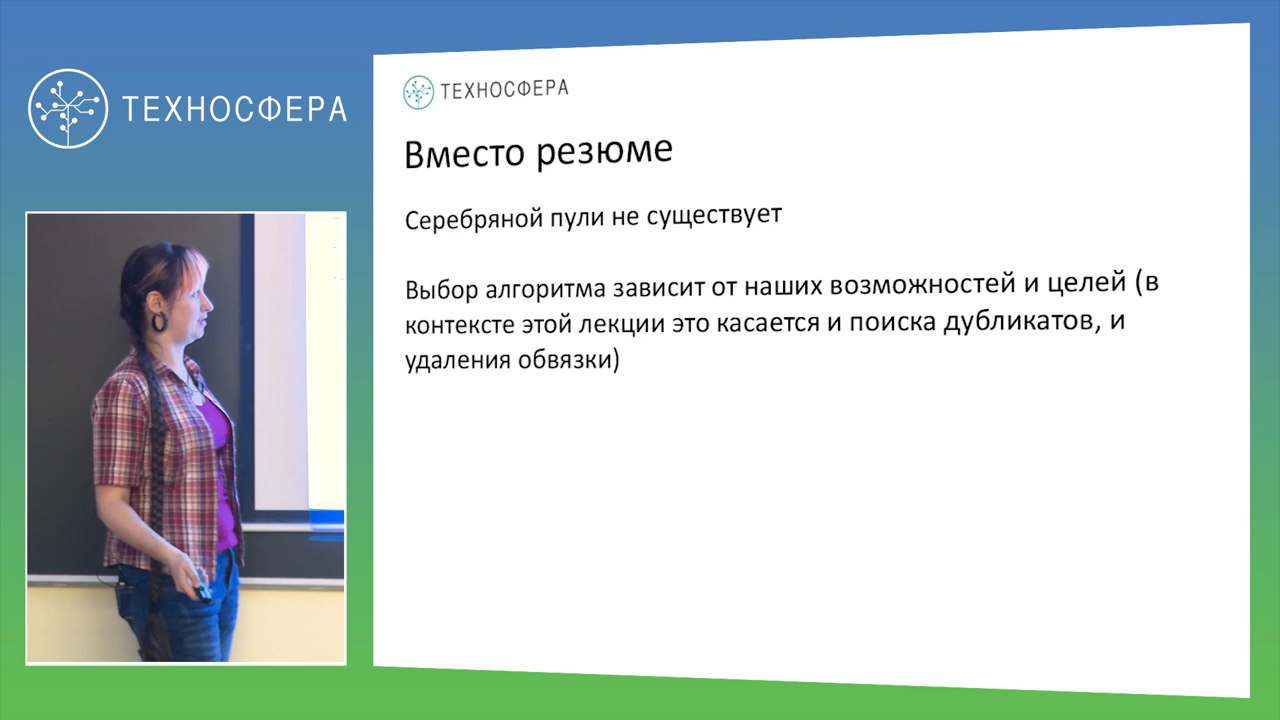 ТЕХНОСФЕРА
ТЕХНОСФЕРА
Вместо резюме
Серебряной пули не существует
Выбор алгоритма зависит от наших возможностей и целей (в
контексте этой лекции это касается и поиска дубликатов, и
удаления обвязки)